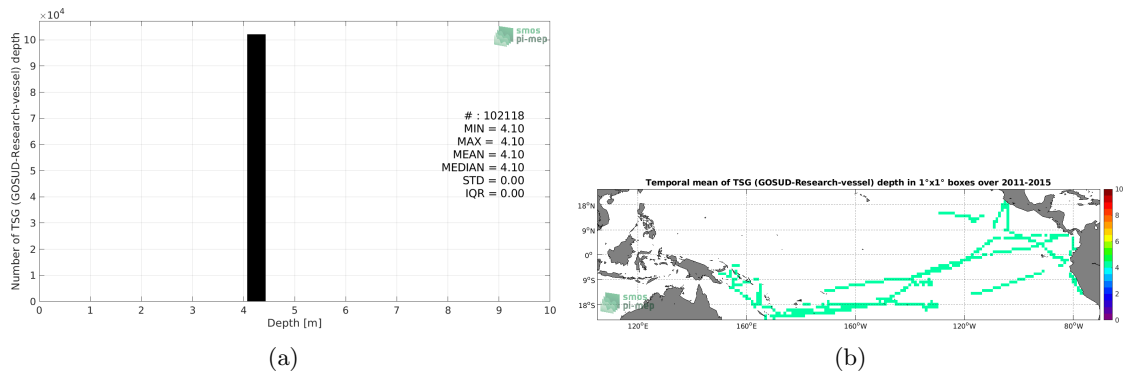 ×10⁴
10
9
8
7
6
5
4
3
2
1
0
Number of TSG (GOSUD-Research-vessel) depth
smos
pi-mep
# : 102118
MIN = 4.10
MAX = 4.10
MEAN = 4.10
MEDIAN = 4.10
STD = 0.00
IQR = 0.00
0 1 2 3 4 5 6 7 8 9 10
Depth [m]
(a)
Temporal mean of TSG (GOSUD-Research-vessel) depth in 1°x1° boxes over 2011-2015
18°N
9°N
0°
9°S
18°S
smos
pi-mep
120°E 160°E 160°W 120°W 80°W
10
8
6
4
2
0
(b)